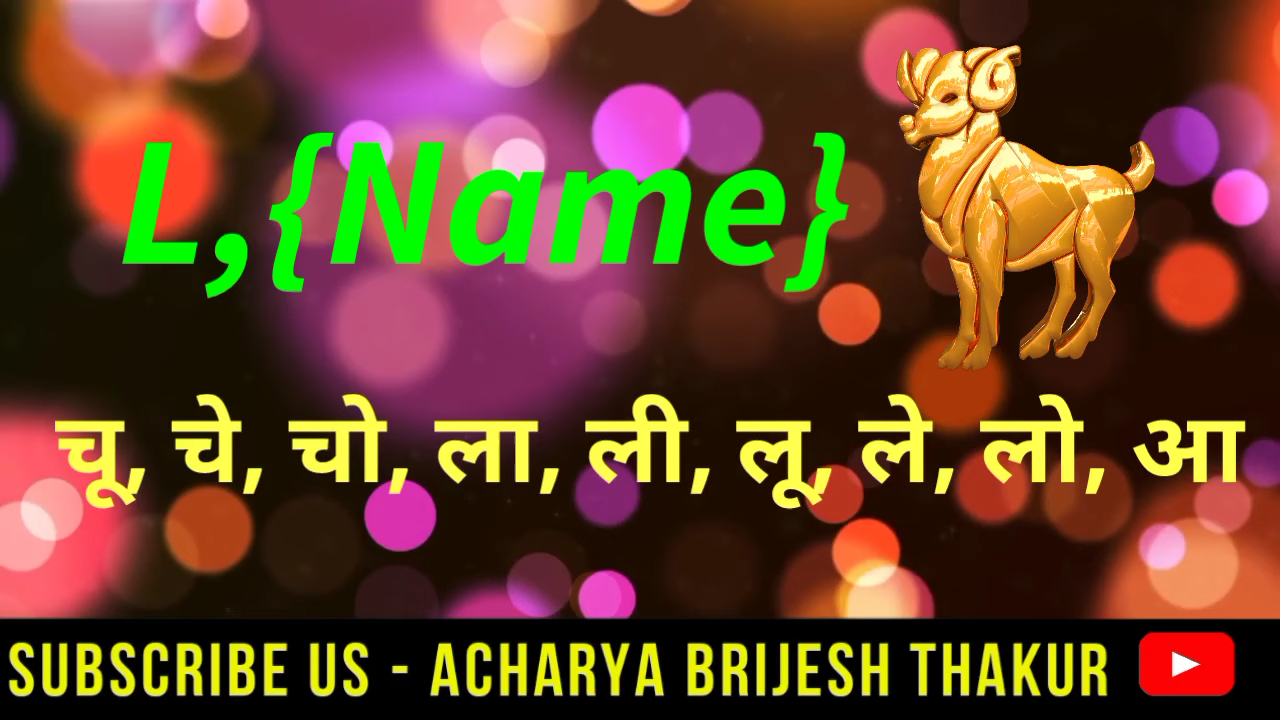 L,{Name}
चू, चे, चो, ला, ली, लू, ले, लो, आ
SUBSCRIBE US - ACHARYA BRIJESH THAKUR